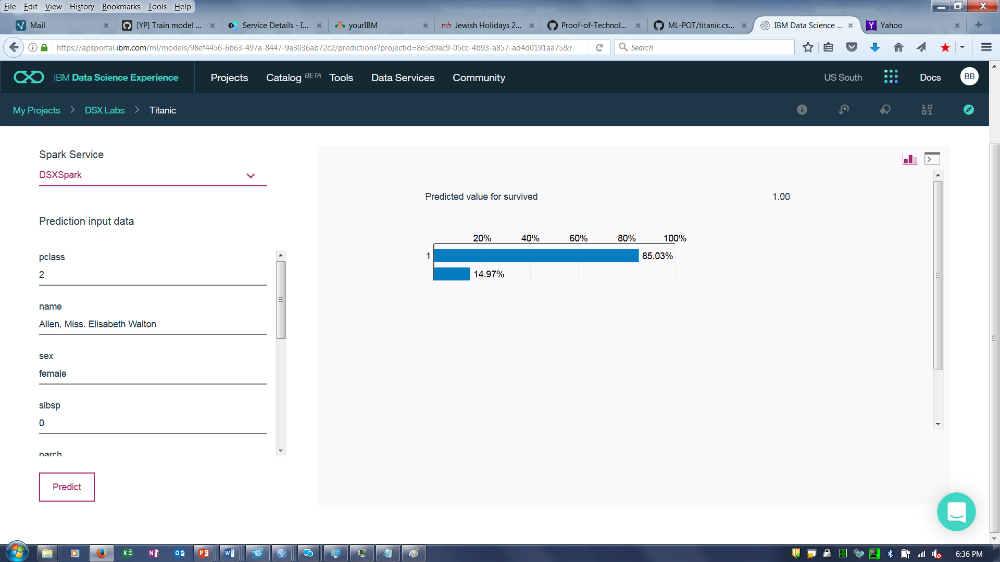 File Edit View History Bookmarks Tools Help
Mail
[YP] Train model ...
Service Details - I...
yourIBM
לוח Jewish Holidays 2...
Proof-of-Technol...
ML-POT/titanic.cs...
IBM Data Science ...
Y Yahoo
https://apsportal.ibm.com/ml/models/98ef4456-6b63-497a-8447-9a3036ab72c2/predictions?projectid=8e5d9ac9-05cc-4b93-a857-ad4d0191aa75&r
Search
IBM Data Science Experience
Projects Catalog BETA Tools Data Services Community
US South Docs BB
My Projects > DSX Labs > Titanic
Spark Service
DSXSpark
Prediction input data
pclass
2
name
Allen, Miss. Elisabeth Walton
sex
female
sibsp
0
parch
Predict
Predicted value for survived 1.00
20% 40% 60% 80% 100%
1 85.03%
14.97%
6:36 PM